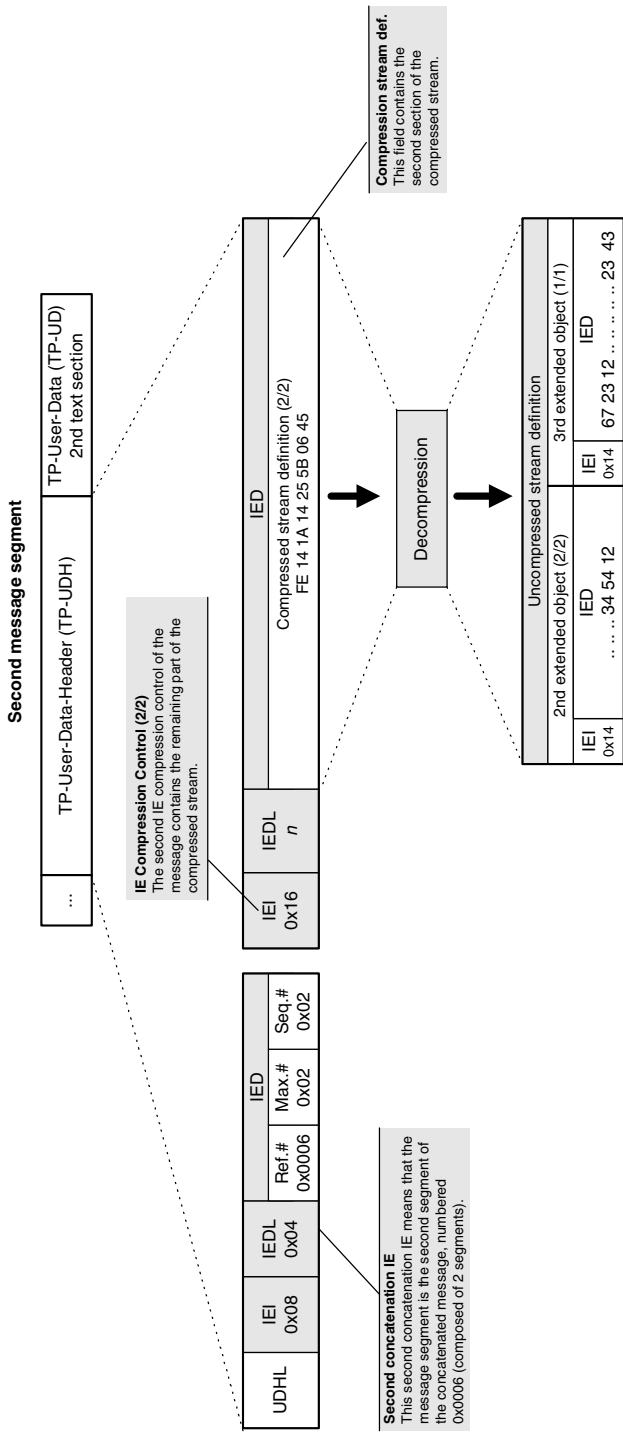 Second message segment
...
TP-User-Data-Header (TP-UDH)
TP-User-Data (TP-UD)
2nd text section
IE Compression Control (2/2)
The second IE compression control of the
message contains the remaining part of the
compressed stream.
UDHL
IEI
0x08
IEDL
0x04
IED
Ref.#
0x0006
Max.#
0x02
Seq.#
0x02
IEI
0x16
IEDL
n
IED
Compressed stream definition (2/2)
FE 14 1A 14 25 5B 06 45
Second concatenation IE
This second concatenation IE means that the
message segment is the second segment of
the concatenated message, numbered
0x0006 (composed of 2 segments).
Compression stream def.
This field contains the
second section of the
compressed stream.
Decompression
Uncompressed stream definition
2nd extended object (2/2)
3rd extended object (1/1)
IEI
0x14
IED
.. .. .. 34 54 12
IEI
0x14
IED
67 23 12 .. .. .. .. .. .. 23 43